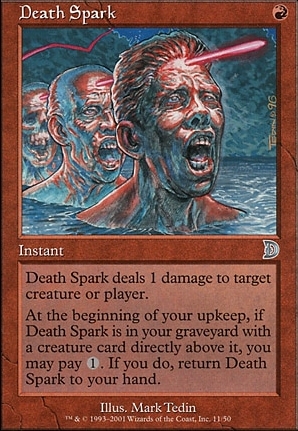 Death Spark
TEDIN © 96
Instant
Death Spark deals 1 damage to target
creature or player.
At the beginning of your upkeep, if
Death Spark is in your graveyard with
a creature card directly above it, you
may pay 1. If you do, return Death
Spark to your hand.
Illus. Mark Tedin
™ & © 1993–2001 Wizards of the Coast, Inc. 11/50